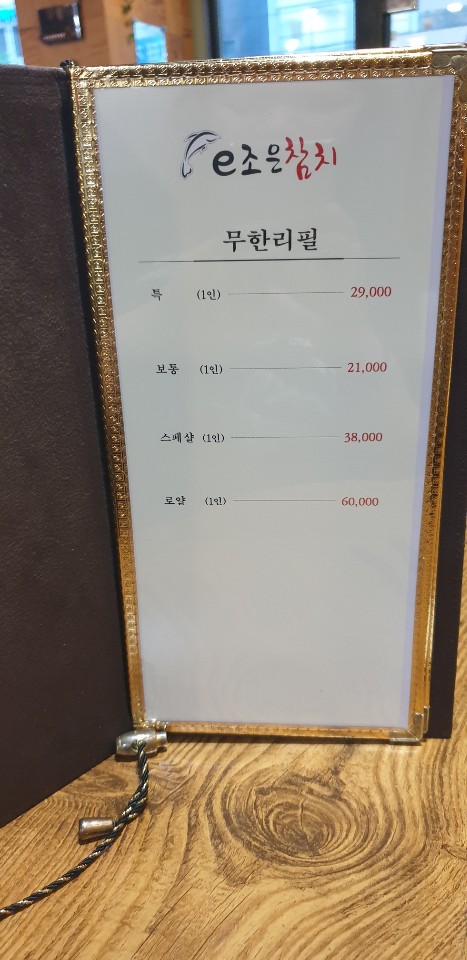 e조은참치
무한리필
특 (1인) 29,000
보통 (1인) 21,000
스페샬 (1인) 38,000
로얄 (1인) 60,000